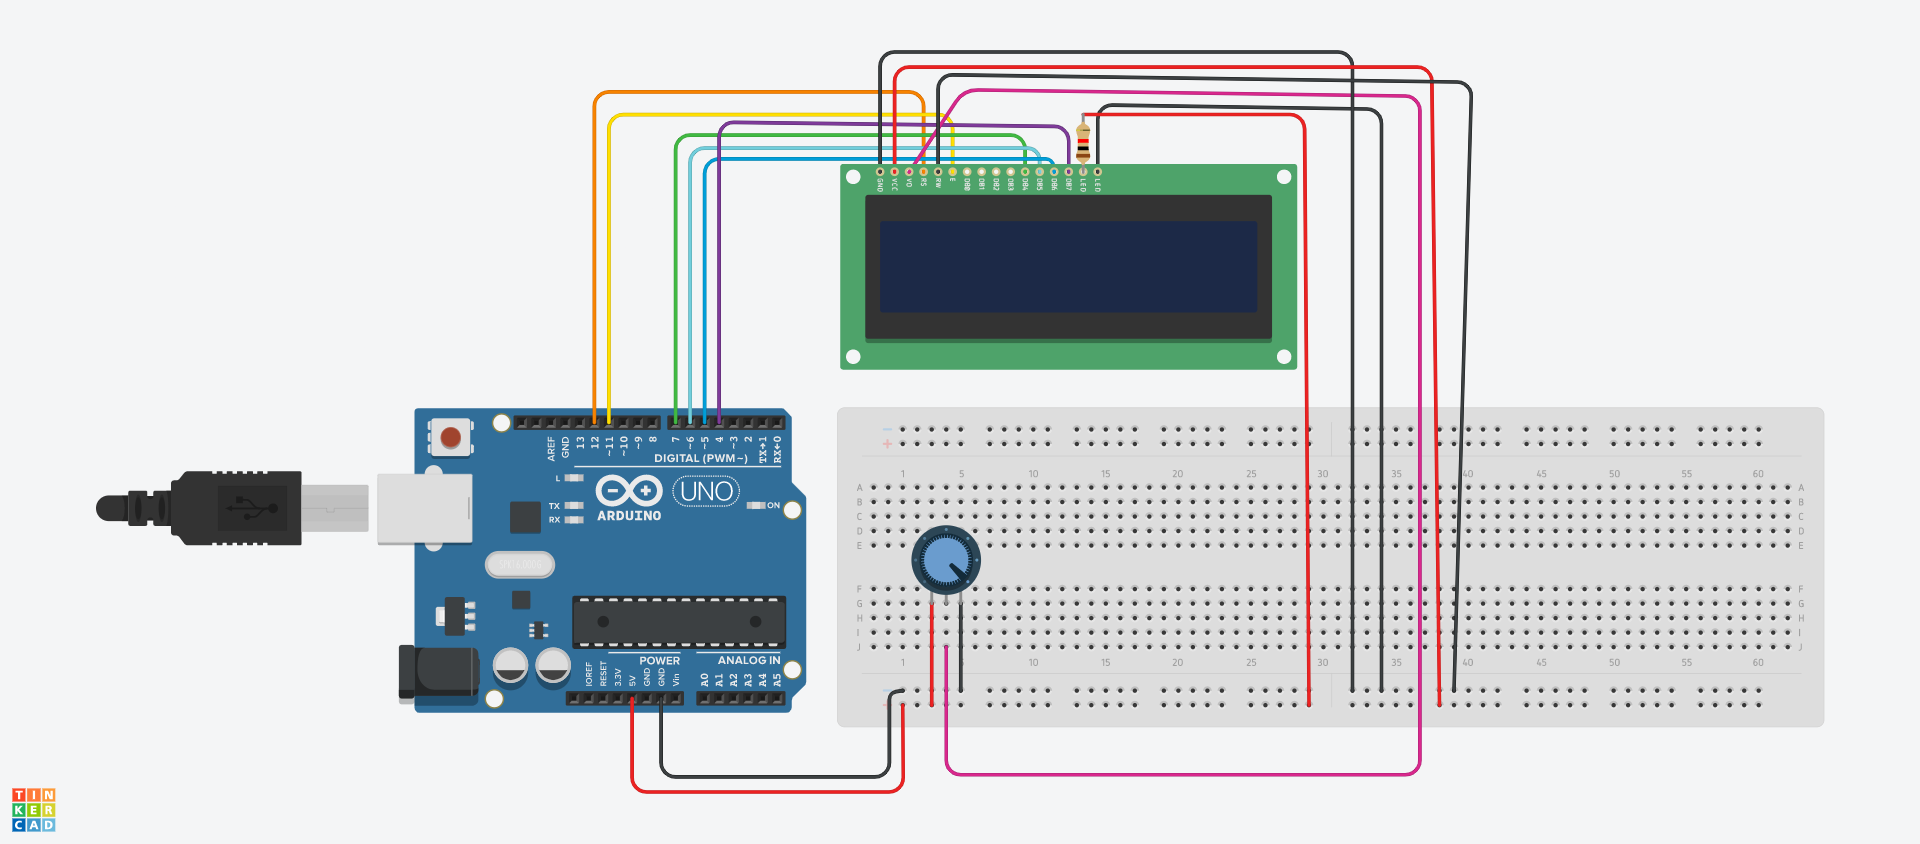 GND VCC V0 RS RW E DB0 DB1 DB2 DB3 DB4 DB5 DB6 DB7 LED LED
AREF GND 13 12 ~11 ~10 ~9 8 7 ~6 ~5 4 ~3 2 TX→1 RX←0
DIGITAL (PWM~)
L
TX
RX
UNO
ON
ARDUINO
POWER
ANALOG IN
IOREF RESET 3.3V 5V GND GND Vin A0 A1 A2 A3 A4 A5
- +
1 5 10 15 20 25 30 35 40 45 50 55 60
A A
B B
C C
D D
E E
F F
G G
H H
I I
J J
1 10 15 20 25 30 35 40 45 50 55 60
- +
TIN
KER
CAD